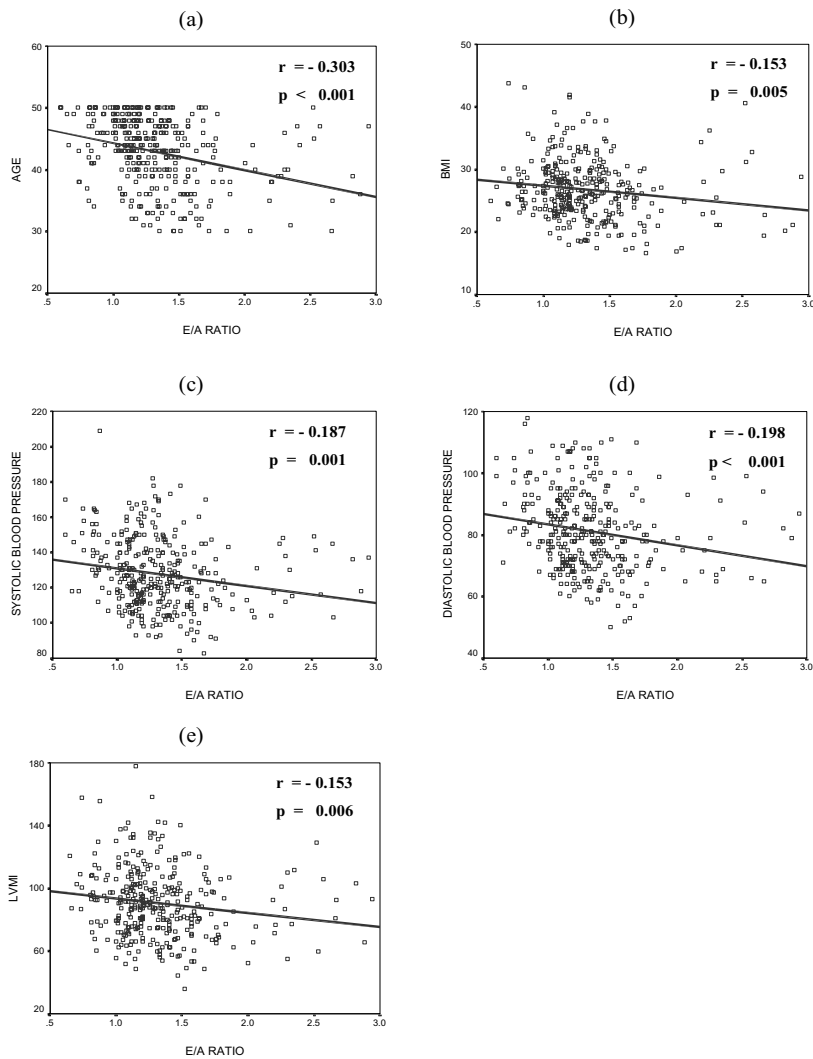 (a)
60
50
40
30
20
AGE
r = - 0.303
p < 0.001
.5 1.0 1.5 2.0 2.5 3.0
E/A RATIO
(b)
50
40
30
20
10
BMI
r = - 0.153
p = 0.005
.5 1.0 1.5 2.0 2.5 3.0
E/A RATIO
(c)
220
200
180
160
140
120
100
80
SYSTOLIC BLOOD PRESSURE
r = - 0.187
p = 0.001
.5 1.0 1.5 2.0 2.5 3.0
E/A RATIO
(d)
120
100
80
60
40
DIASTOLIC BLOOD PRESSURE
r = - 0.198
p < 0.001
.5 1.0 1.5 2.0 2.5 3.0
E/A RATIO
(e)
180
140
100
60
20
LVMI
r = - 0.153
p = 0.006
.5 1.0 1.5 2.0 2.5 3.0
E/A RATIO